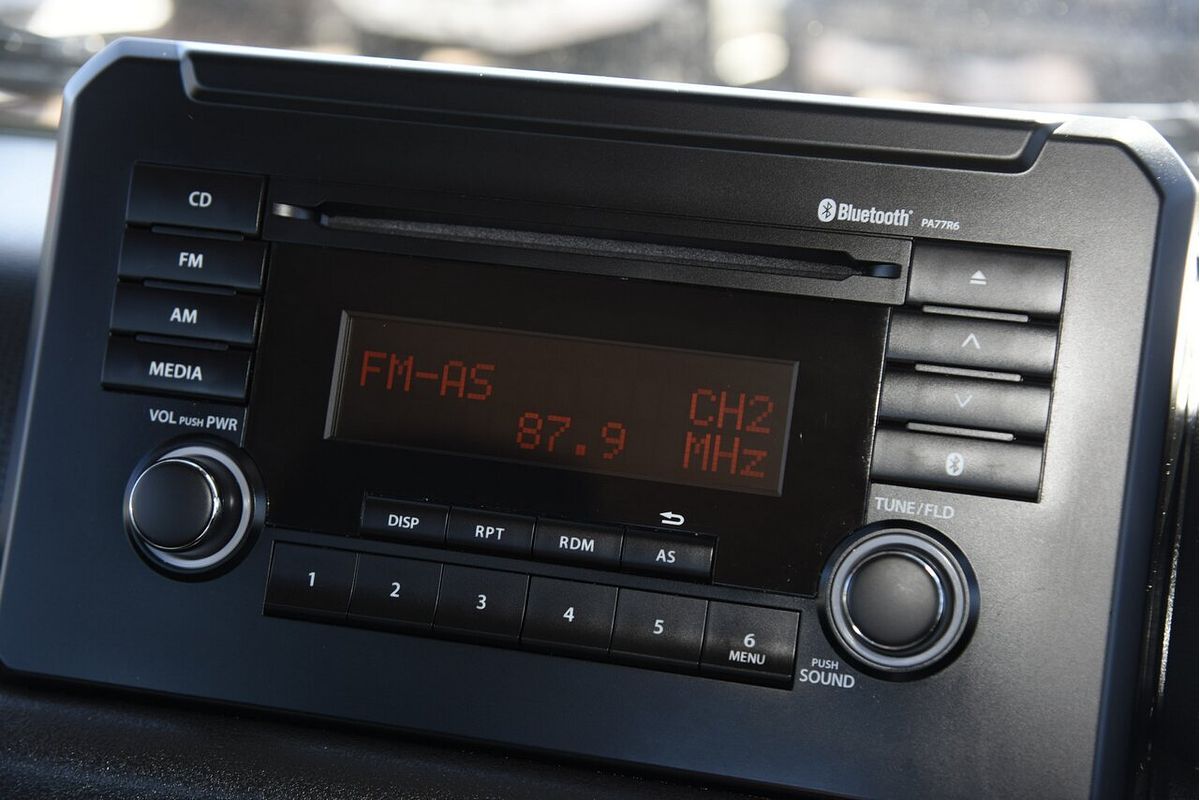 CD
Bluetooth® PA77R6
FM
AM
MEDIA
VOL PUSH PWR
FM-AS CH2
87.9 MHz
TUNE/FLD
DISP RPT RDM AS
1 2 3 4 5 6
MENU
PUSH
SOUND